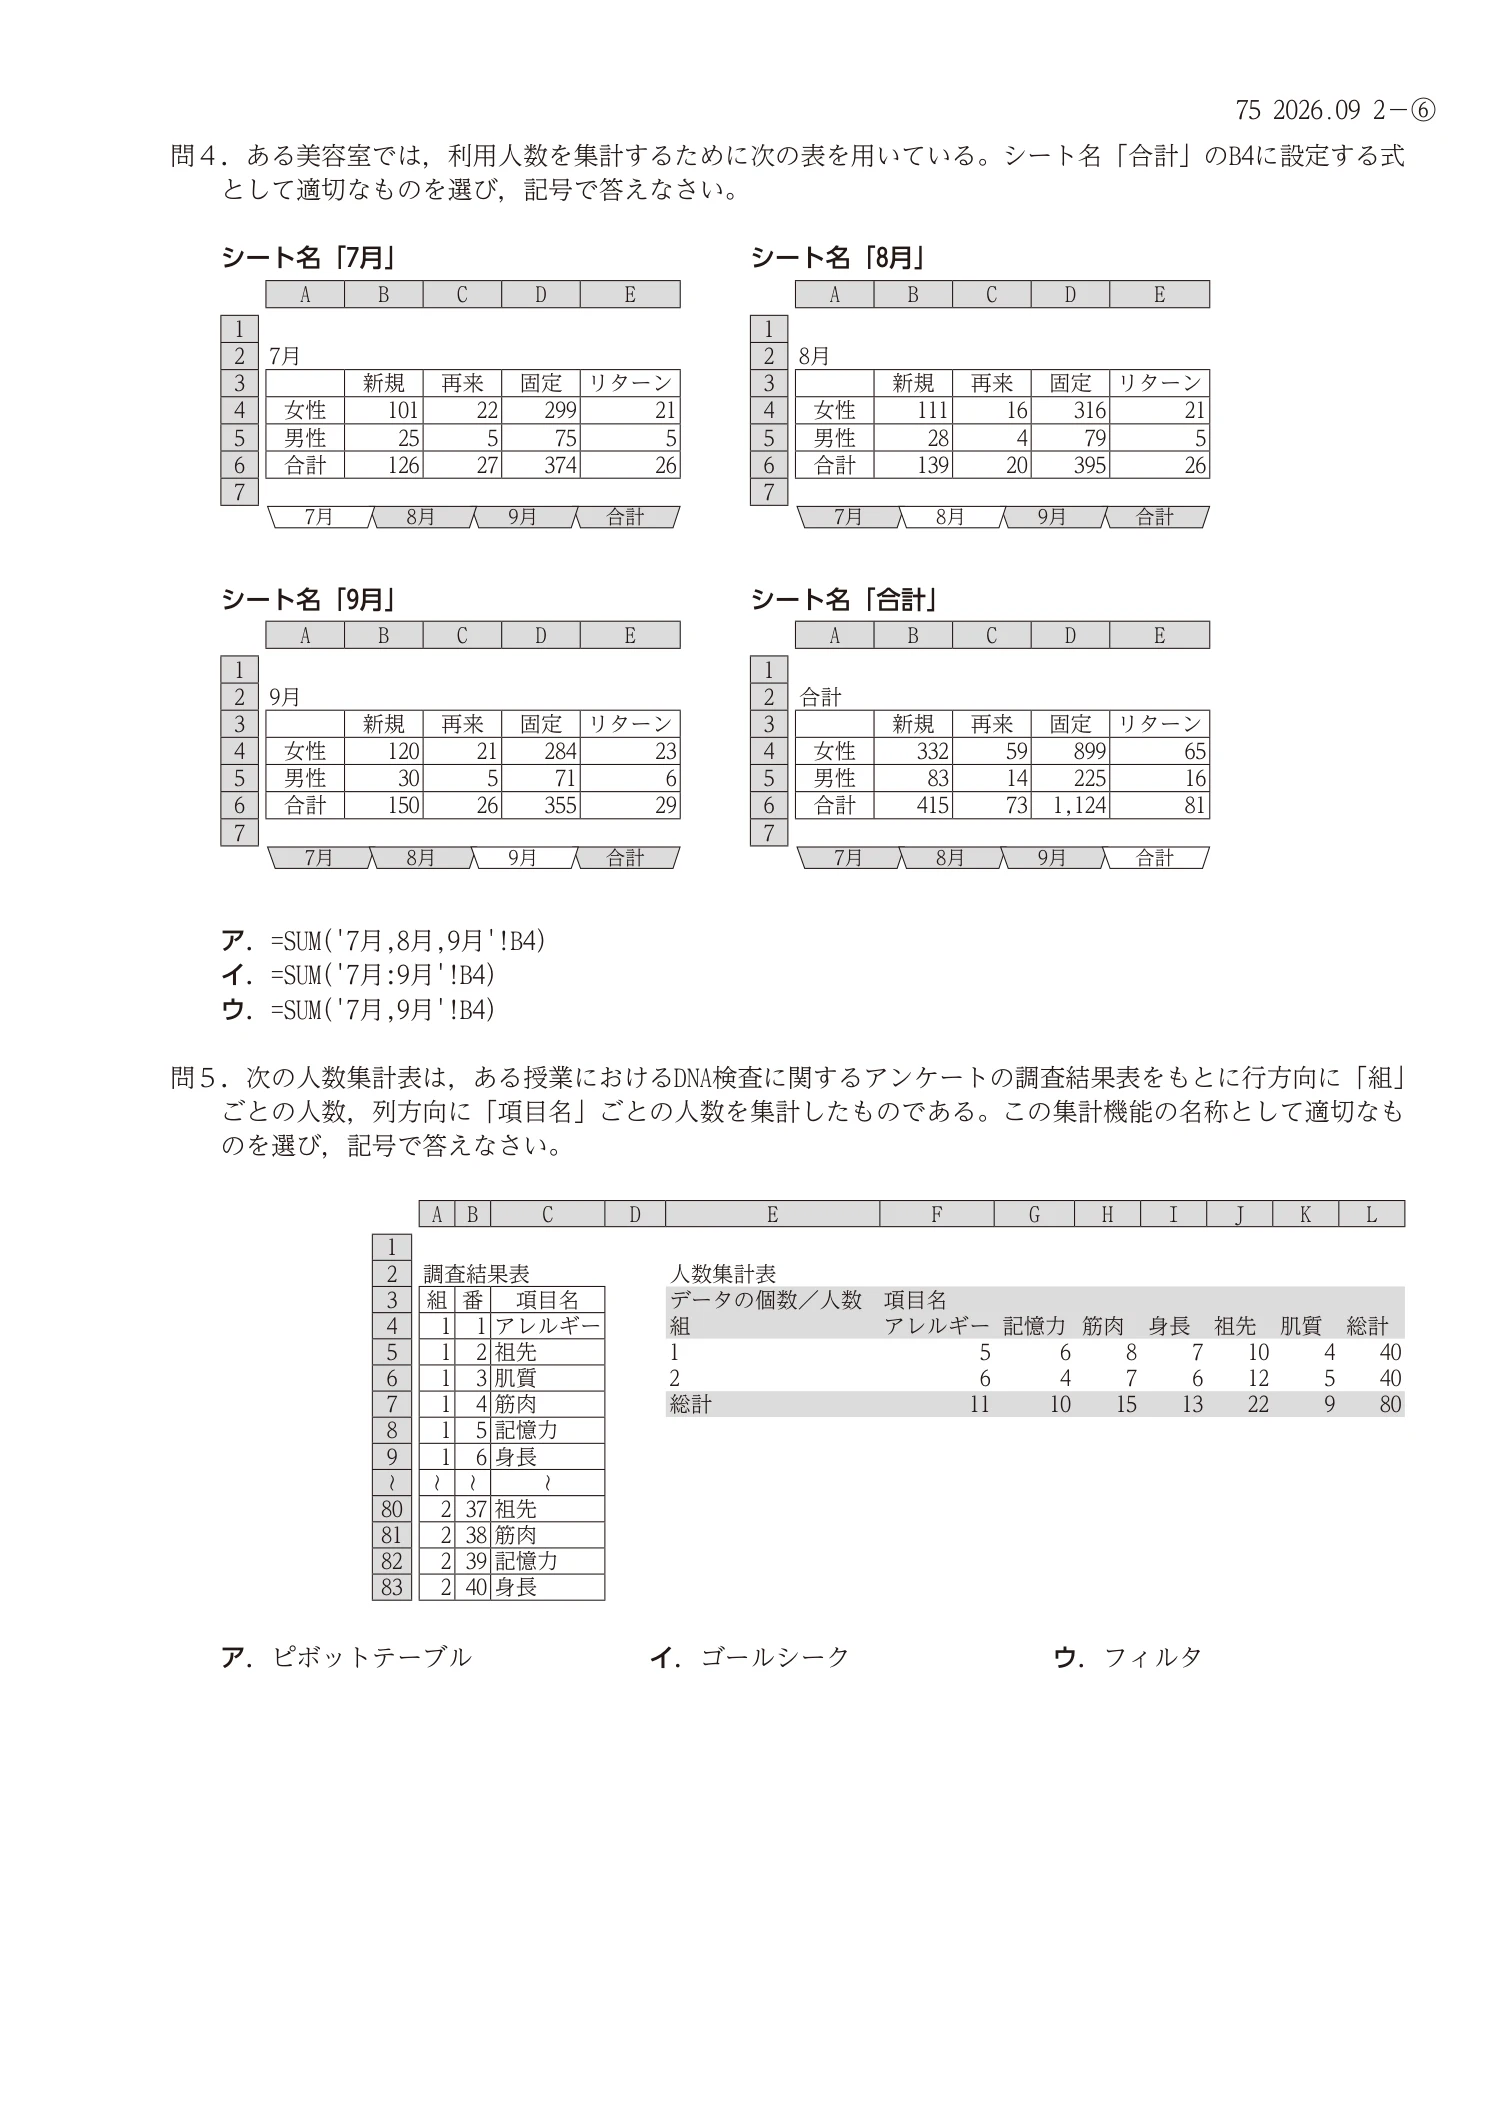 75 2026.09 2－⑥
問４．ある美容室では，利用人数を集計するために次の表を用いている。シート名「合計」のB4に設定する式
として適切なものを選び，記号で答えなさい。
シート名「7月」
A B C D E
1
2 7月
3 新規 再来 固定 リターン
4 女性 101 22 299 21
5 男性 25 5 75 5
6 合計 126 27 374 26
7
7月 8月 9月 合計
シート名「8月」
A B C D E
1
2 8月
3 新規 再来 固定 リターン
4 女性 111 16 316 21
5 男性 28 4 79 5
6 合計 139 20 395 26
7
7月 8月 9月 合計
シート名「9月」
A B C D E
1
2 9月
3 新規 再来 固定 リターン
4 女性 120 21 284 23
5 男性 30 5 71 6
6 合計 150 26 355 29
7
7月 8月 9月 合計
シート名「合計」
A B C D E
1
2 合計
3 新規 再来 固定 リターン
4 女性 332 59 899 65
5 男性 83 14 225 16
6 合計 415 73 1,124 81
7
7月 8月 9月 合計
ア．=SUM('7月,8月,9月'!B4)
イ．=SUM('7月:9月'!B4)
ウ．=SUM('7月,9月'!B4)
問５．次の人数集計表は，ある授業におけるDNA検査に関するアンケートの調査結果表をもとに行方向に「組」
ごとの人数，列方向に「項目名」ごとの人数を集計したものである。この集計機能の名称として適切なも
のを選び，記号で答えなさい。
A B C D E F G H I J K L
1
2 調査結果表 人数集計表
3 組 番 項目名 データの個数／人数 項目名
4 1 1 アレルギー 組 アレルギー 記憶力 筋肉 身長 祖先 肌質 総計
5 1 2 祖先 1 5 6 8 7 10 4 40
6 1 3 肌質 2 6 4 7 6 12 5 40
7 1 4 筋肉 総計 11 10 15 13 22 9 80
8 1 5 記憶力
9 1 6 身長
～ ～ ～ ～
80 2 37 祖先
81 2 38 筋肉
82 2 39 記憶力
83 2 40 身長
ア．ピボットテーブル イ．ゴールシーク ウ．フィルタ